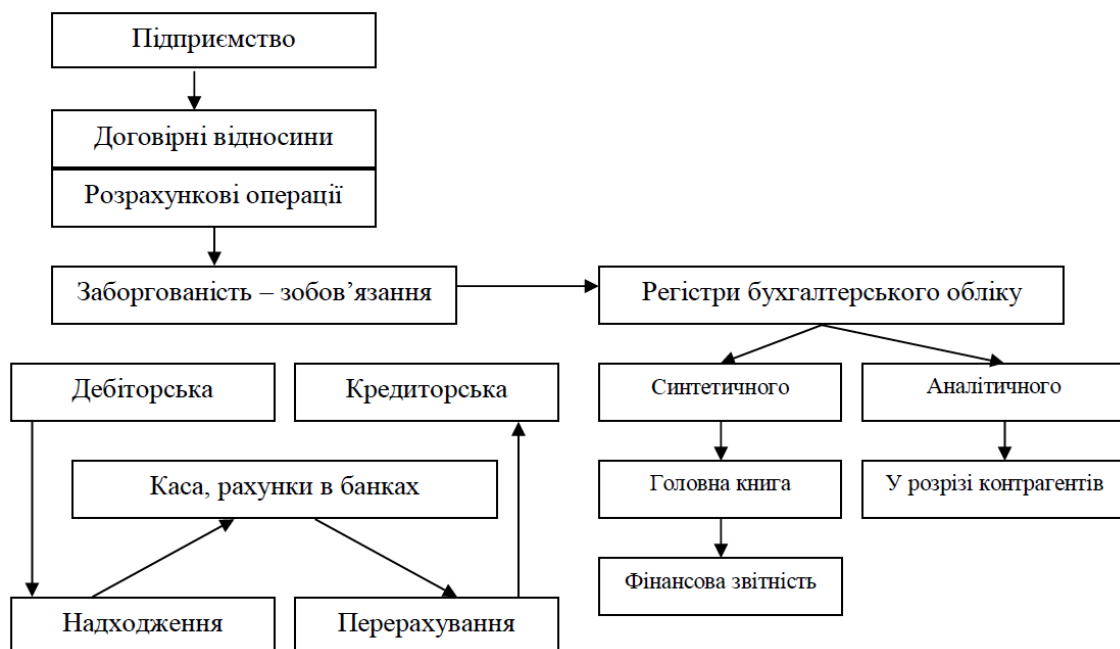 Підприємство
Договірні відносини
Розрахункові операції
Заборгованість – зобов’язання
Регістри бухгалтерського обліку
Дебіторська
Кредиторська
Синтетичного
Аналітичного
Каса, рахунки в банках
Головна книга
У розрізі контрагентів
Фінансова звітність
Надходження
Перерахування